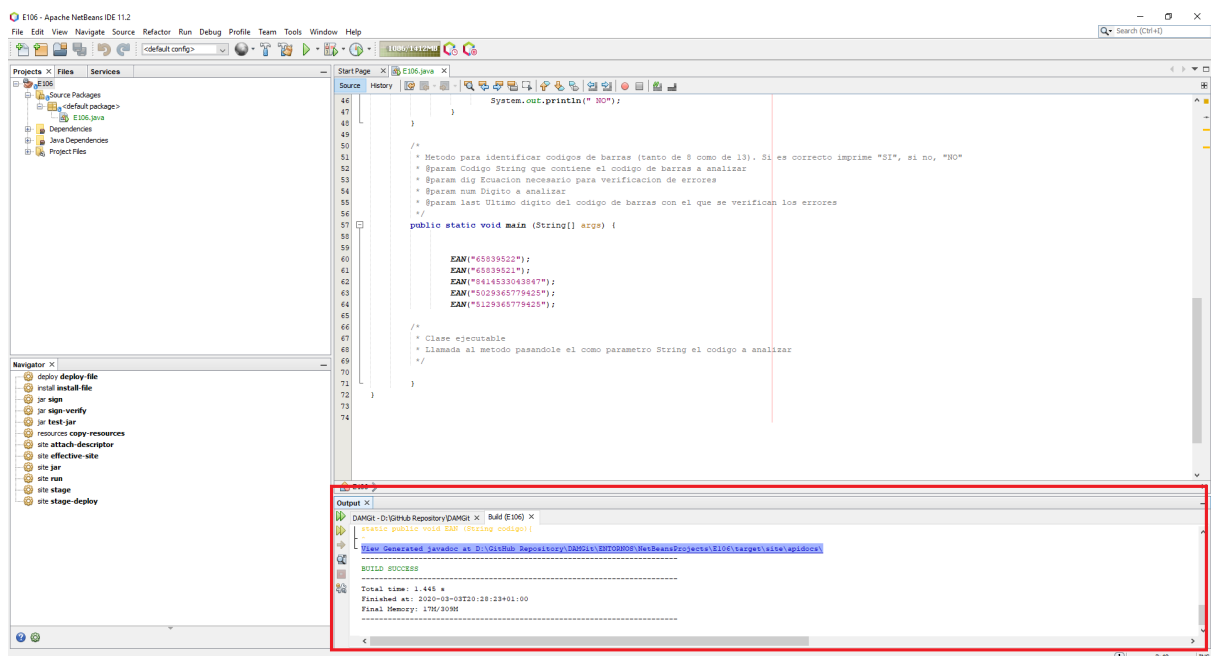 E106 - Apache NetBeans IDE 11.2
File Edit View Navigate Source Refactor Run Debug Profile Team Tools Window Help
Search (Ctrl+I)
<default config>
Projects Files Services
E106
Source Packages
<default package>
E106.java
Dependencies
Java Dependencies
Project Files
Navigator
deploy deploy-file
install install-file
jar sign
jar sign-verify
jar test-jar
resources copy-resources
site attach-descriptor
site effective-site
site jar
site run
site stage
site stage-deploy
Start Page E106.java
Source History
46 System.out.println(" NO");
47 }
48 }
49
50 /*
51 * Metodo para identificar codigos de barras (tanto de 8 como de 13). Si es correcto imprime "SI", si no, "NO"
52 * @param Codigo String que contiene el codigo de barras a analizar
53 * @param dig Ecuacion necesario para verificacion de errores
54 * @param num Digito a analizar
55 * @param last Ultimo digito del codigo de barras con el que se verifican los errores
56 */
57 public static void main (String[] args) {
58
59
60 EAN("65839522");
61 EAN("65839521");
62 EAN("8414533043847");
63 EAN("5029365779425");
64 EAN("5129365779425");
65
66 /*
67 * Clase ejecutable
68 * Llamada al metodo pasandole el como parametro String el codigo a analizar
69 */
70
71 }
72 }
73
74
E106
Output
DAMGit - D:\GitHub Repository\DAMGit Build (E106)
static public void EAN (String codigo){
View Generated javadoc at D:\GitHub Repository\DAMGit\ENTORNOS\NetBeansProjects\E106\target\site\apidocs\
------------------------------------------------------------------------
BUILD SUCCESS
------------------------------------------------------------------------
Total time: 1.445 s
Finished at: 2020-03-03T20:28:23+01:00
Final Memory: 17M/309M
------------------------------------------------------------------------